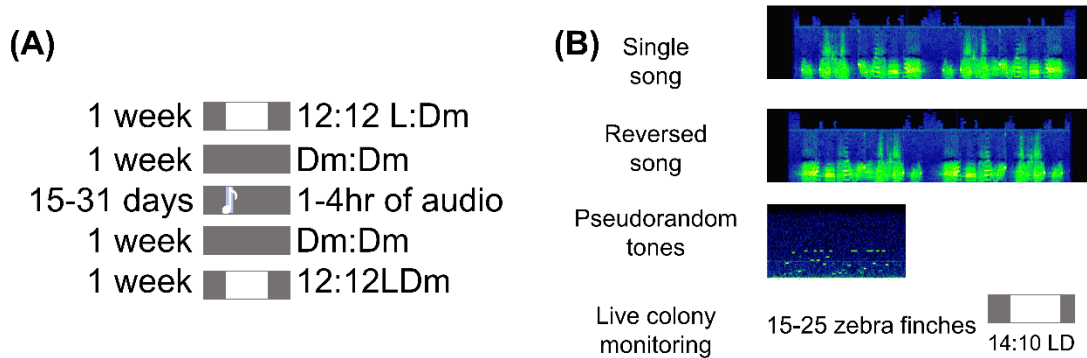 (A)
1 week 12:12 L:Dm
1 week Dm:Dm
15-31 days 1-4hr of audio
1 week Dm:Dm
1 week 12:12LDm
(B)
Single
song
Reversed
song
Pseudorandom
tones
Live colony
monitoring
15-25 zebra finches
14:10 LD